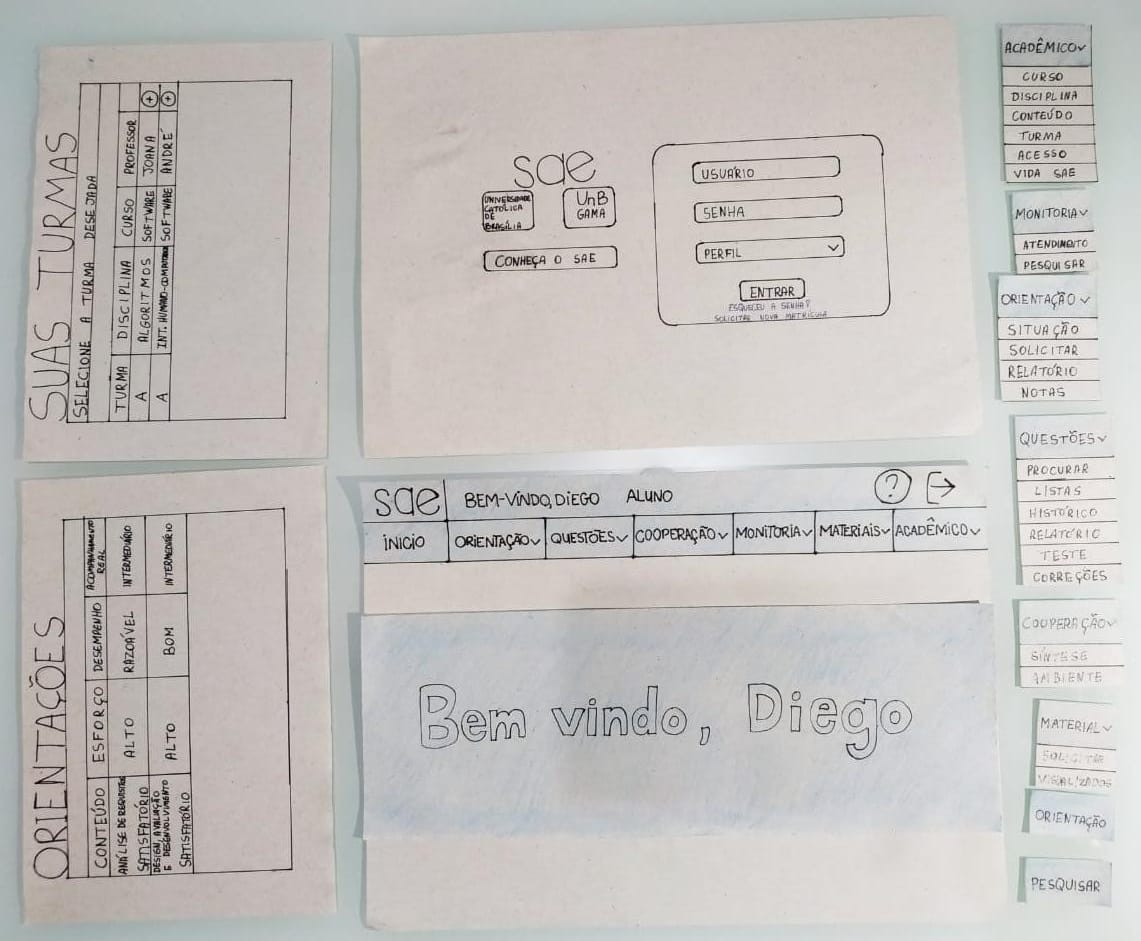 SUAS TURMAS
SELECIONE A TURMA DESEJADA
TURMA DISCIPLINA CURSO PROFESSOR
A ALGORITMOS SOFTWARE JOANA +
A INT. HUMANO-COMPUTADOR SOFTWARE ANDRÉ +
sae
UNIVERSIDADE
CATÓLICA
DE
BRASÍLIA
UnB
GAMA
CONHEÇA O SAE
USUÁRIO
SENHA
PERFIL
ENTRAR
ESQUECEU A SENHA?
SOLICITAR NOVA MATRÍCULA
ORIENTAÇÕES
CONTEÚDO ESFORÇO DESEMPENHO ACOMPANHAMENTO
REAL
ANÁLISE DE REQUISITOS ALTO RAZOÁVEL INTERMEDIÁRIO
SATISFATÓRIO
DESIGN, AVALIAÇÃO
E DESENVOLVIMENTO ALTO BOM INTERMEDIÁRIO
SATISFATÓRIO
sae BEM-VINDO, DIEGO ALUNO ?
INÍCIO ORIENTAÇÃO QUESTÕES COOPERAÇÃO MONITORIA MATERIAIS ACADÊMICO
Bem vindo, Diego
ACADÊMICO
CURSO
DISCIPLINA
CONTEÚDO
TURMA
ACESSO
VIDA SAE
MONITORIA
ATENDIMENTO
PESQUISAR
ORIENTAÇÃO
SITUAÇÃO
SOLICITAR
RELATÓRIO
NOTAS
QUESTÕES
PROCURAR
LISTAS
HISTÓRICO
RELATÓRIO
TESTE
CORREÇÕES
COOPERAÇÃO
SÍNTESE
AMBIENTE
MATERIAL
SOLICITAR
VISUALIZADOS
ORIENTAÇÃO
PESQUISAR